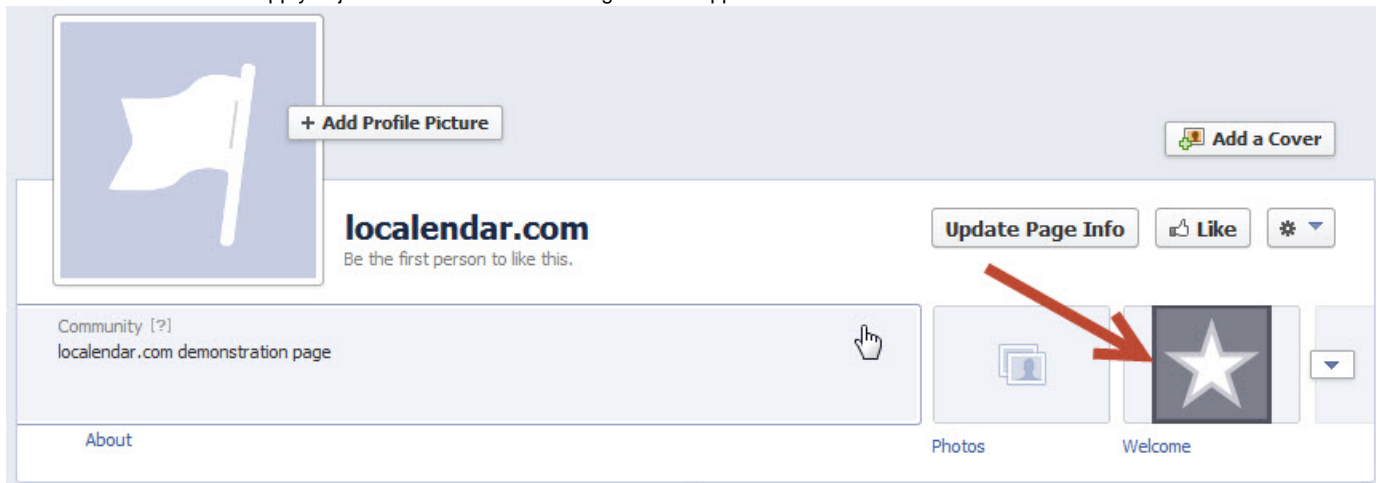 + Add Profile Picture
Add a Cover
localendar.com
Be the first person to like this.
Update Page Info
Like
Community [?]
localendar.com demonstration page
About
Photos
Welcome